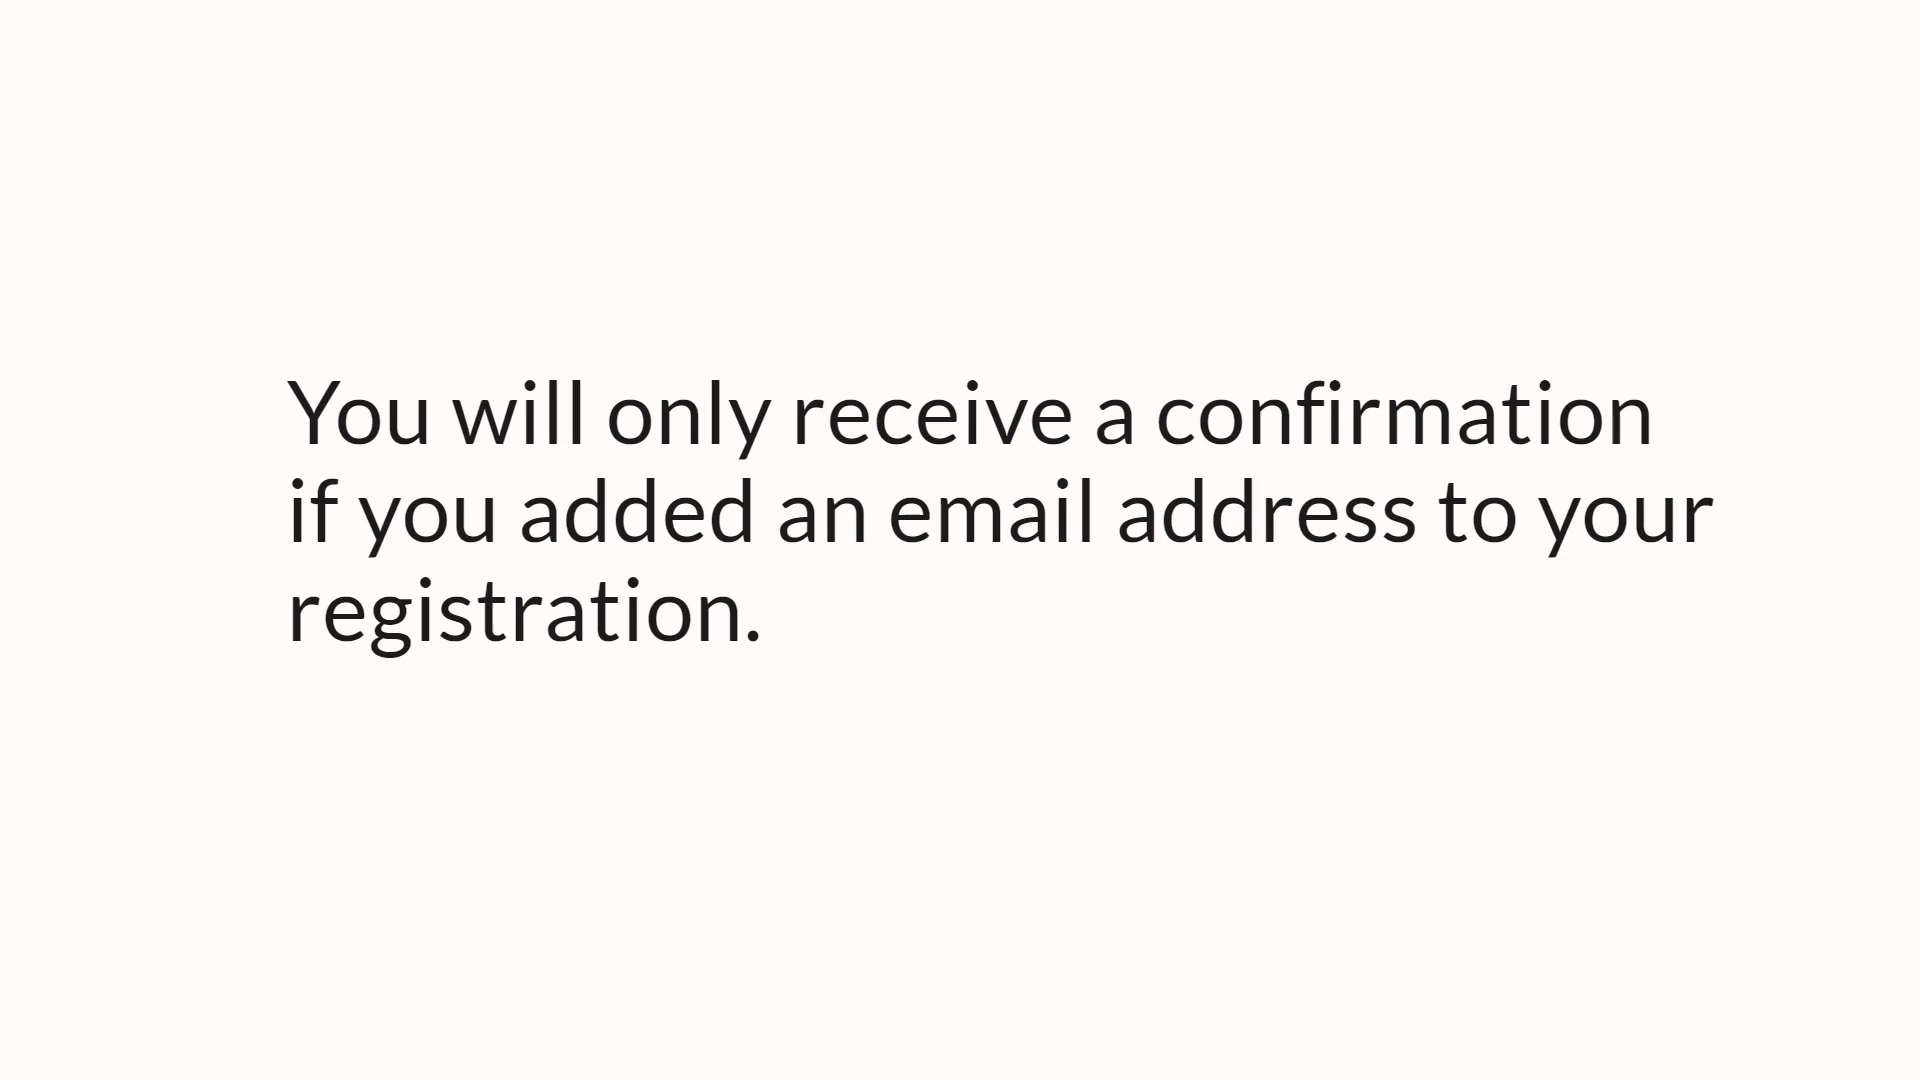 You will only receive a confirmation
if you added an email address to your
registration.